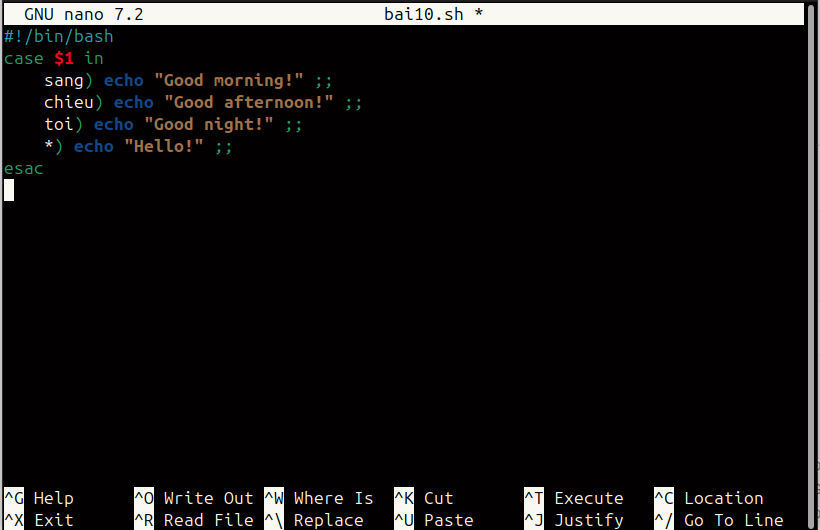 GNU nano 7.2 bai10.sh *
#!/bin/bash
case $1 in
    sang) echo "Good morning!" ;;
    chieu) echo "Good afternoon!" ;;
    toi) echo "Good night!" ;;
    *) echo "Hello!" ;;
esac
^G Help ^O Write Out ^W Where Is ^K Cut ^T Execute ^C Location
^X Exit ^R Read File ^\ Replace ^U Paste ^J Justify ^/ Go To Line